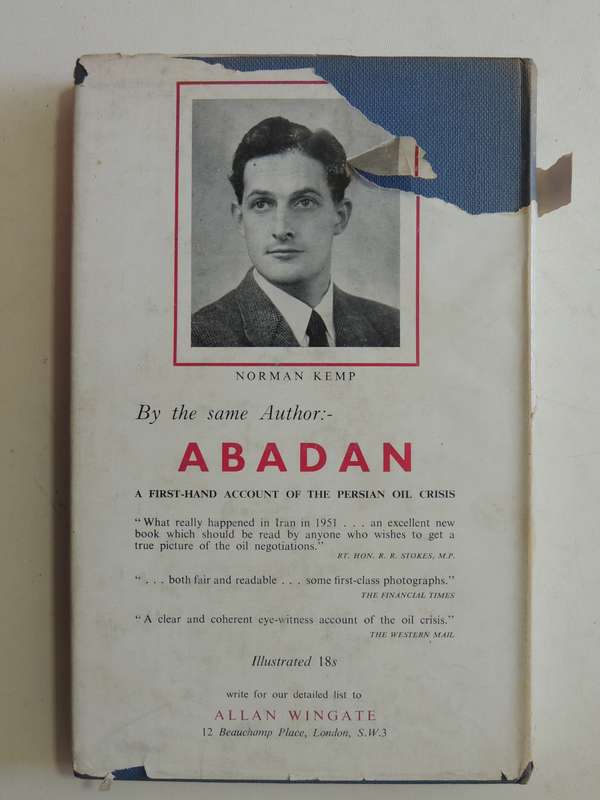 NORMAN KEMP
By the same Author:-
ABADAN
A FIRST-HAND ACCOUNT OF THE PERSIAN OIL CRISIS
"What really happened in Iran in 1951 . . . an excellent new
book which should be read by anyone who wishes to get a
true picture of the oil negotiations."
RT. HON. R. R. STOKES, M.P.
" . . . both fair and readable . . . some first-class photographs."
THE FINANCIAL TIMES
"A clear and coherent eye-witness account of the oil crisis."
THE WESTERN MAIL
Illustrated 18s
write for our detailed list to
ALLAN WINGATE
12 Beauchamp Place, London, S.W.3